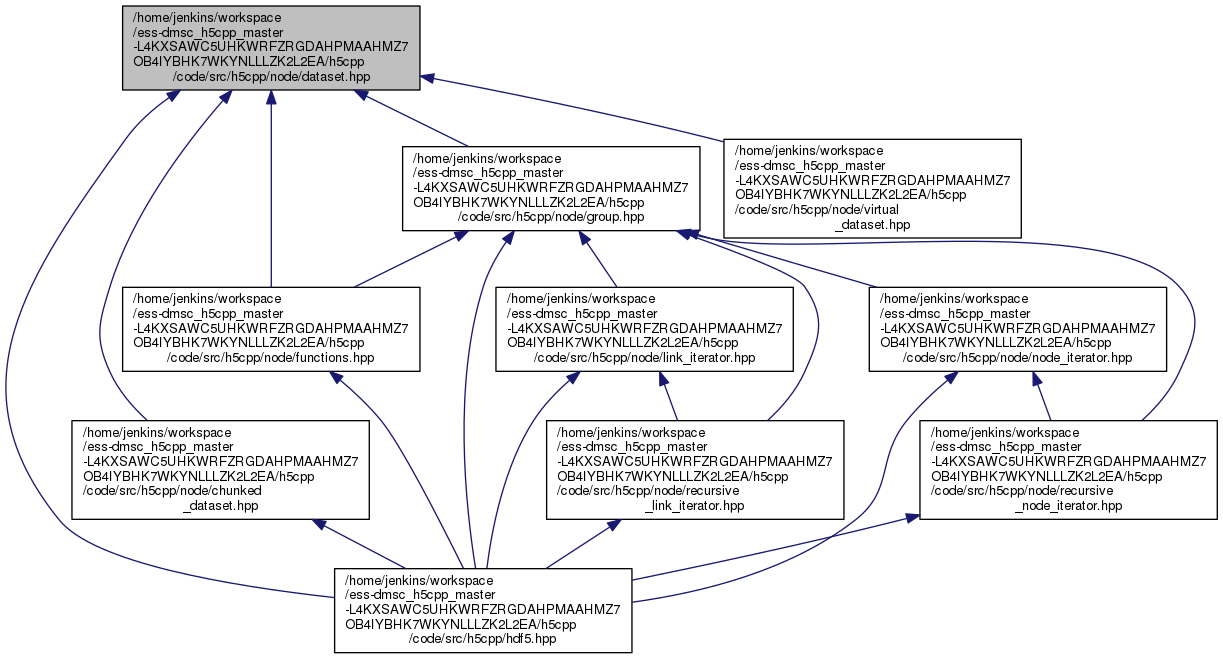 /home/jenkins/workspace
/ess-dmsc_h5cpp_master
-L4KXSAWC5UHKWRFZRGDAHPMAAHMZ7
OB4IYBHK7WKYNLLLZK2L2EA/h5cpp
/code/src/h5cpp/node/dataset.hpp
/home/jenkins/workspace
/ess-dmsc_h5cpp_master
-L4KXSAWC5UHKWRFZRGDAHPMAAHMZ7
OB4IYBHK7WKYNLLLZK2L2EA/h5cpp
/code/src/h5cpp/node/group.hpp
/home/jenkins/workspace
/ess-dmsc_h5cpp_master
-L4KXSAWC5UHKWRFZRGDAHPMAAHMZ7
OB4IYBHK7WKYNLLLZK2L2EA/h5cpp
/code/src/h5cpp/node/virtual
_dataset.hpp
/home/jenkins/workspace
/ess-dmsc_h5cpp_master
-L4KXSAWC5UHKWRFZRGDAHPMAAHMZ7
OB4IYBHK7WKYNLLLZK2L2EA/h5cpp
/code/src/h5cpp/node/functions.hpp
/home/jenkins/workspace
/ess-dmsc_h5cpp_master
-L4KXSAWC5UHKWRFZRGDAHPMAAHMZ7
OB4IYBHK7WKYNLLLZK2L2EA/h5cpp
/code/src/h5cpp/node/link_iterator.hpp
/home/jenkins/workspace
/ess-dmsc_h5cpp_master
-L4KXSAWC5UHKWRFZRGDAHPMAAHMZ7
OB4IYBHK7WKYNLLLZK2L2EA/h5cpp
/code/src/h5cpp/node/node_iterator.hpp
/home/jenkins/workspace
/ess-dmsc_h5cpp_master
-L4KXSAWC5UHKWRFZRGDAHPMAAHMZ7
OB4IYBHK7WKYNLLLZK2L2EA/h5cpp
/code/src/h5cpp/node/chunked
_dataset.hpp
/home/jenkins/workspace
/ess-dmsc_h5cpp_master
-L4KXSAWC5UHKWRFZRGDAHPMAAHMZ7
OB4IYBHK7WKYNLLLZK2L2EA/h5cpp
/code/src/h5cpp/node/recursive
_link_iterator.hpp
/home/jenkins/workspace
/ess-dmsc_h5cpp_master
-L4KXSAWC5UHKWRFZRGDAHPMAAHMZ7
OB4IYBHK7WKYNLLLZK2L2EA/h5cpp
/code/src/h5cpp/node/recursive
_node_iterator.hpp
/home/jenkins/workspace
/ess-dmsc_h5cpp_master
-L4KXSAWC5UHKWRFZRGDAHPMAAHMZ7
OB4IYBHK7WKYNLLLZK2L2EA/h5cpp
/code/src/h5cpp/hdf5.hpp